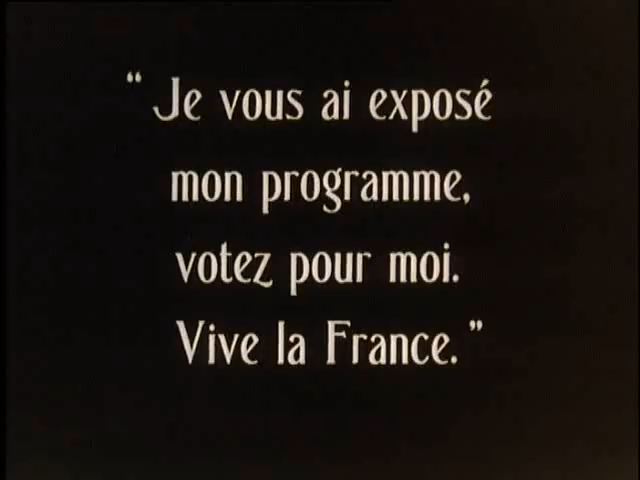 “ Je vous ai exposé
mon programme,
votez pour moi.
Vive la France. ”